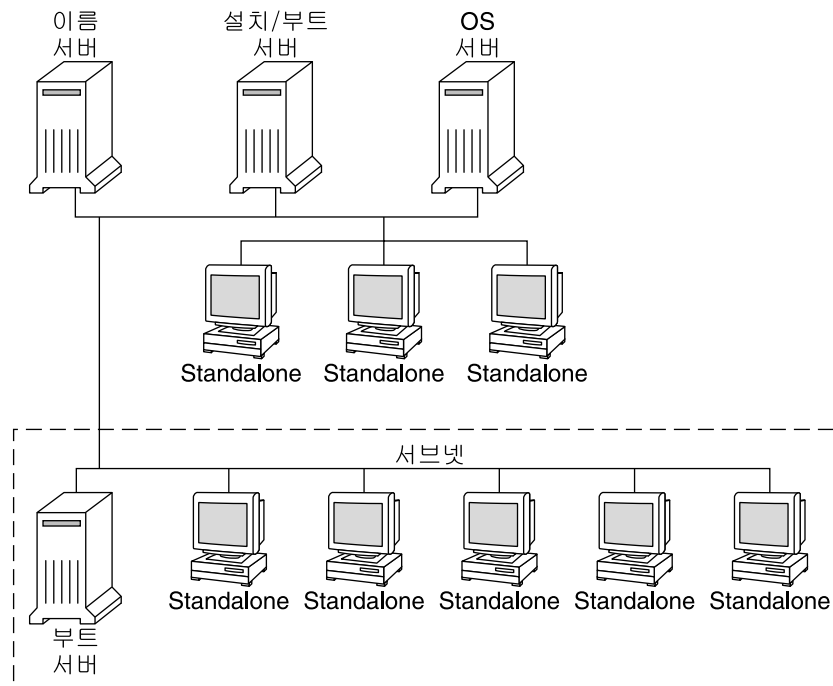 이름
서버
설치/부트
서버
OS
서버
Standalone
Standalone
Standalone
서브넷
Standalone
Standalone
Standalone
Standalone
Standalone
부트
서버